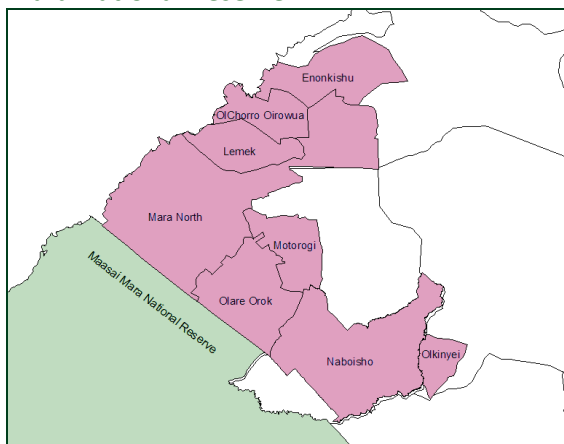 Enonkishu
OlChorro Oirowua
Lemek
Mara North
Motorogi
Maasai Mara National Reserve
Olare Orok
Naboisho
Olkinyei